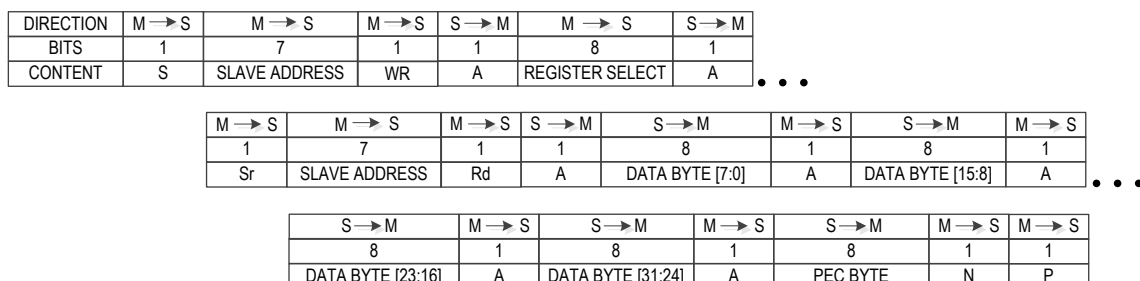 DIRECTION M → S M → S M → S S → M M → S S → M
BITS 1 7 1 1 8 1
CONTENT S SLAVE ADDRESS WR A REGISTER SELECT A • • •
M → S M → S M → S S → M S → M M → S S → M M → S
1 7 1 1 8 1 8 1
Sr SLAVE ADDRESS Rd A DATA BYTE [7:0] A DATA BYTE [15:8] A • • •
S → M M → S S → M M → S S → M M → S M → S
8 1 8 1 8 1 1
DATA BYTE [23:16] A DATA BYTE [31:24] A PEC BYTE N P